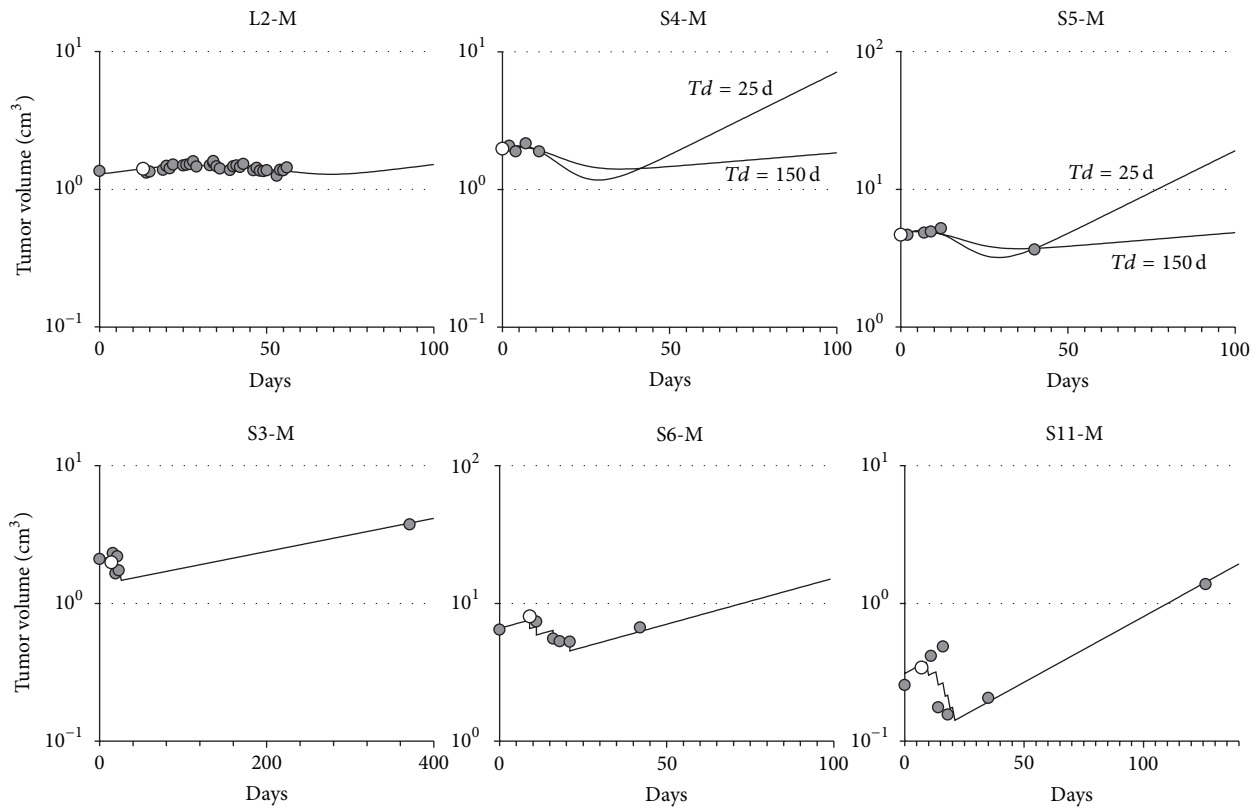 L2-M
S4-M
S5-M
Tumor volume (cm³)
10¹
10⁰
10⁻¹
0
50
100
Days
10¹
10⁰
10⁻¹
Td = 25 d
Td = 150 d
0
50
100
Days
10²
10¹
10⁰
Td = 25 d
Td = 150 d
0
50
100
Days
S3-M
S6-M
S11-M
Tumor volume (cm³)
10¹
10⁰
10⁻¹
0
200
400
Days
10²
10¹
10⁰
0
50
100
Days
10¹
10⁰
10⁻¹
0
50
100
Days